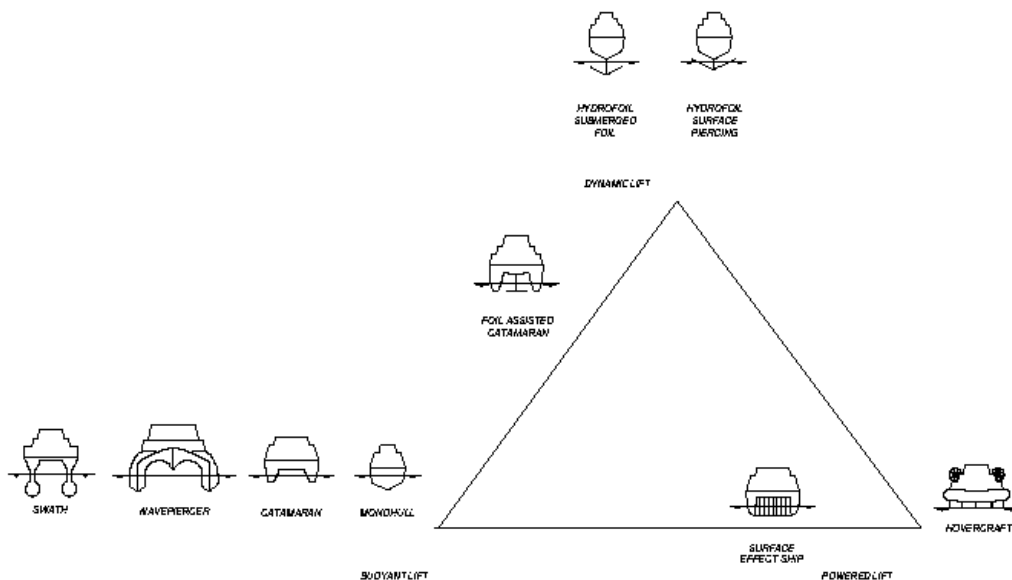 HYDROFOIL
SUBMERGED
FOIL
HYDROFOIL
SURFACE
PIERCING
DYNAMIC LIFT
FOIL ASSISTED
CATAMARAN
SWATH
WAVEPIERCER
CATAMARAN
MONOHULL
HOVERCRAFT
SURFACE
EFFECT SHIP
BUOYANT LIFT
POWERED LIFT